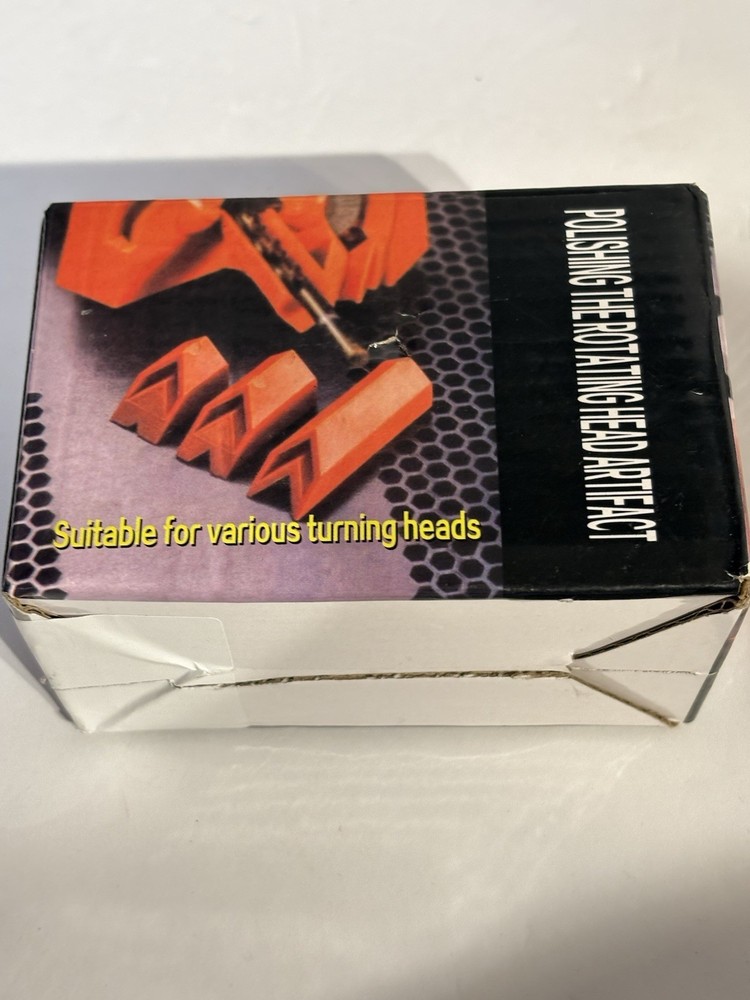 Suitable for various turning heads
POLISHING THE ROTATING HEAD ARTIFACT